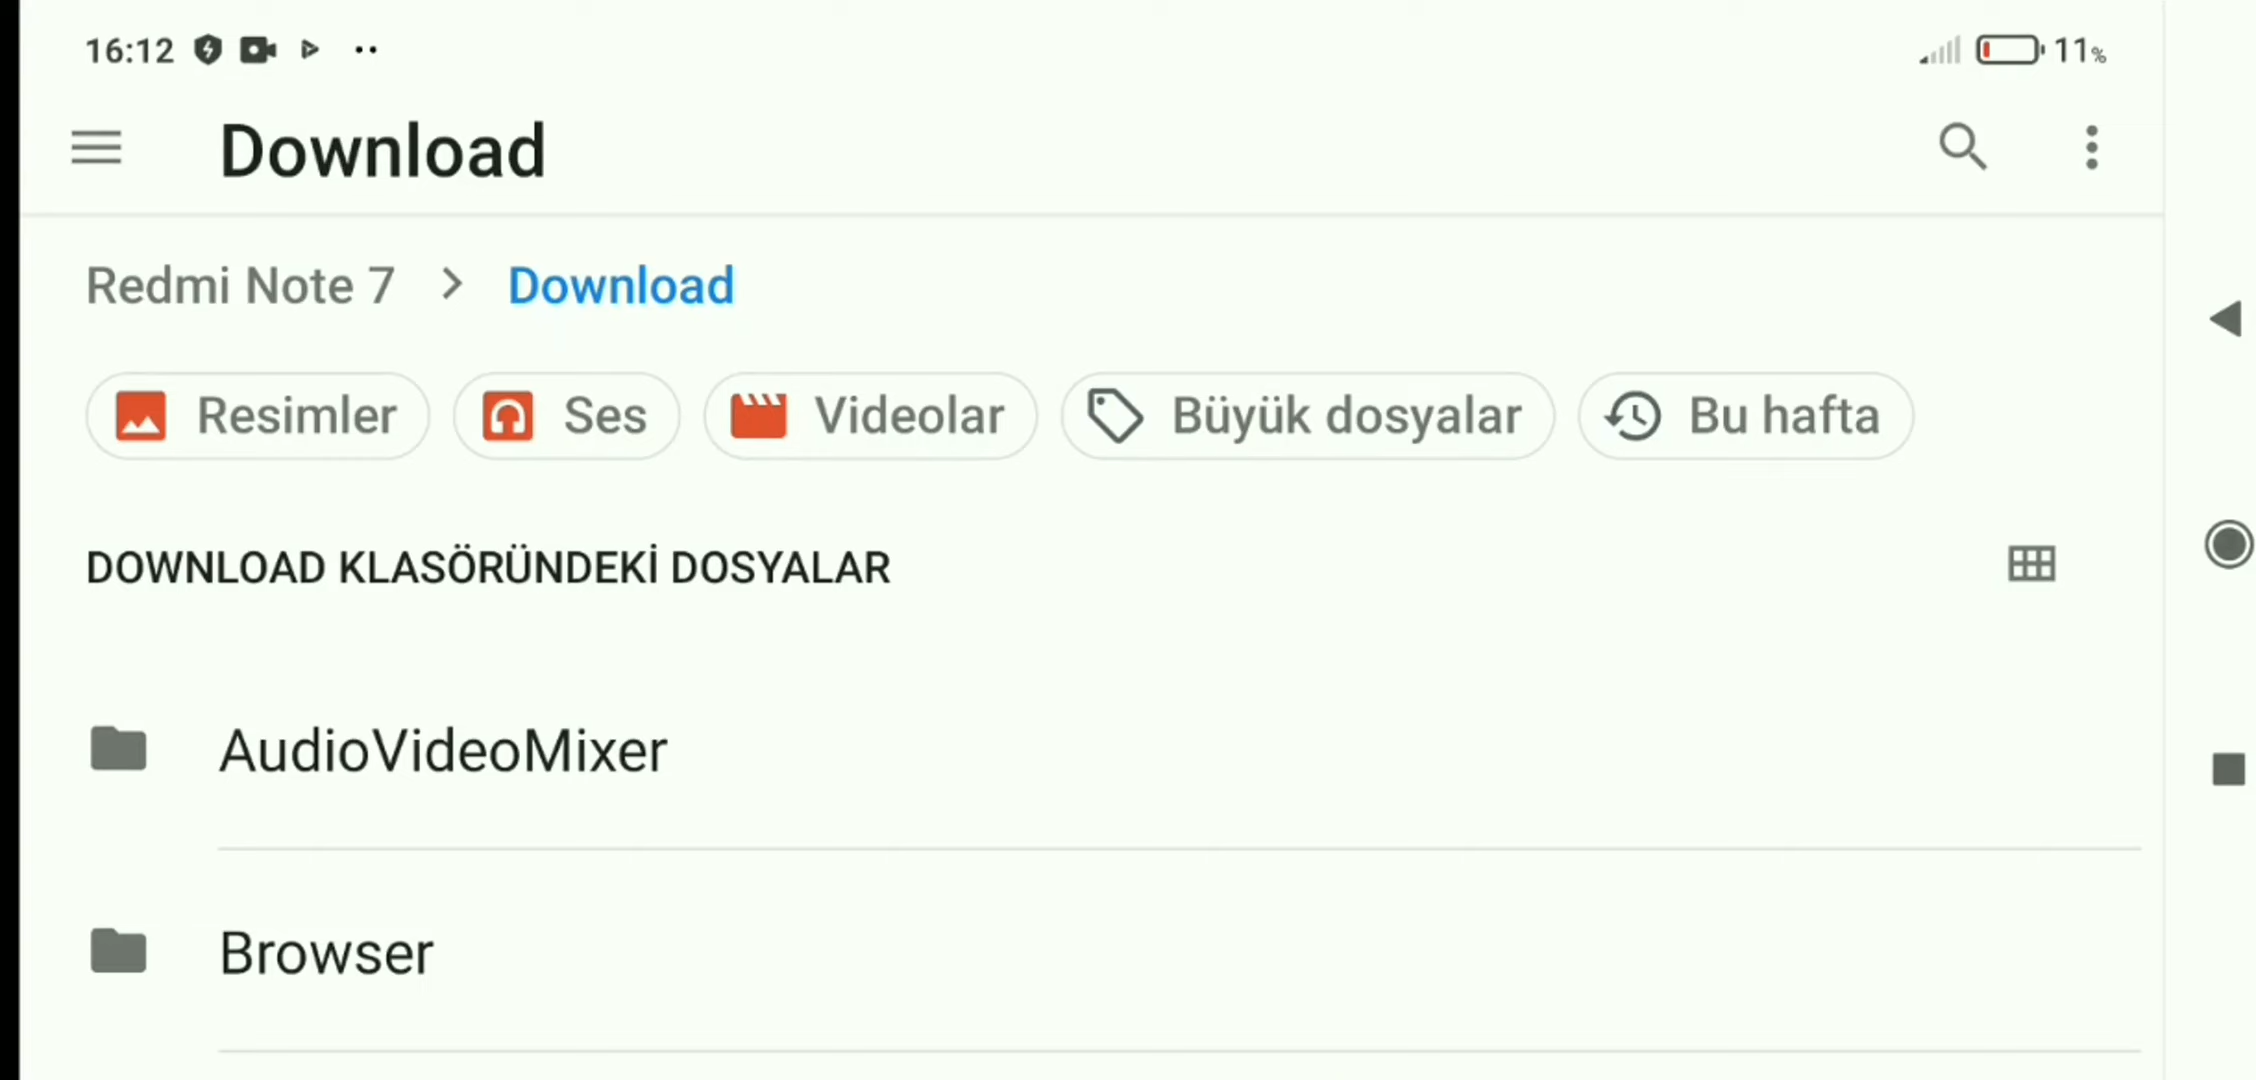 16:12 11%
Download
Redmi Note 7 > Download
Resimler Ses Videolar Büyük dosyalar Bu hafta
DOWNLOAD KLASÖRÜNDEKİ DOSYALAR
AudioVideoMixer
Browser